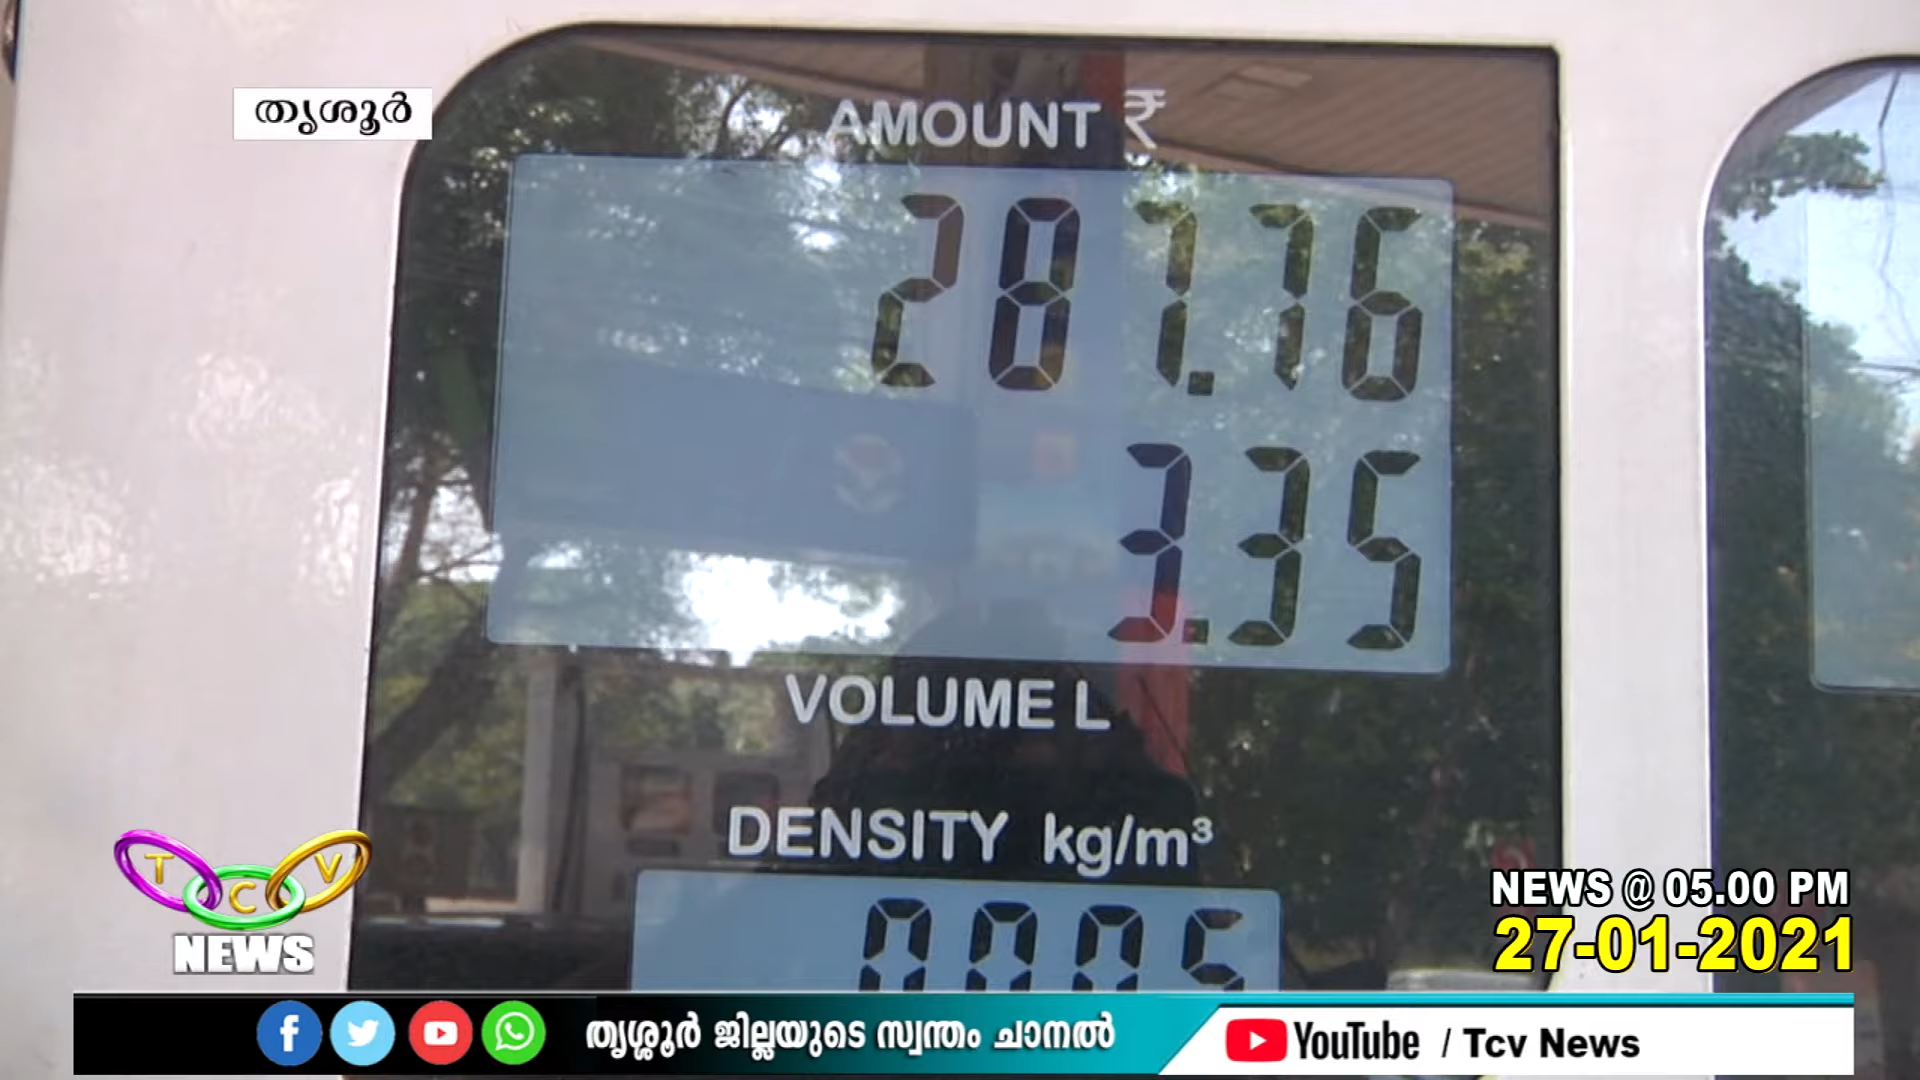 തൃശൂർ
AMOUNT ₹
287.76
3.35
VOLUME L
DENSITY kg/m³
T C V
NEWS
NEWS @ 05.00 PM
27-01-2021
തൃശ്ശൂർ ജില്ലയുടെ സ്വന്തം ചാനൽ
YouTube / Tcv News